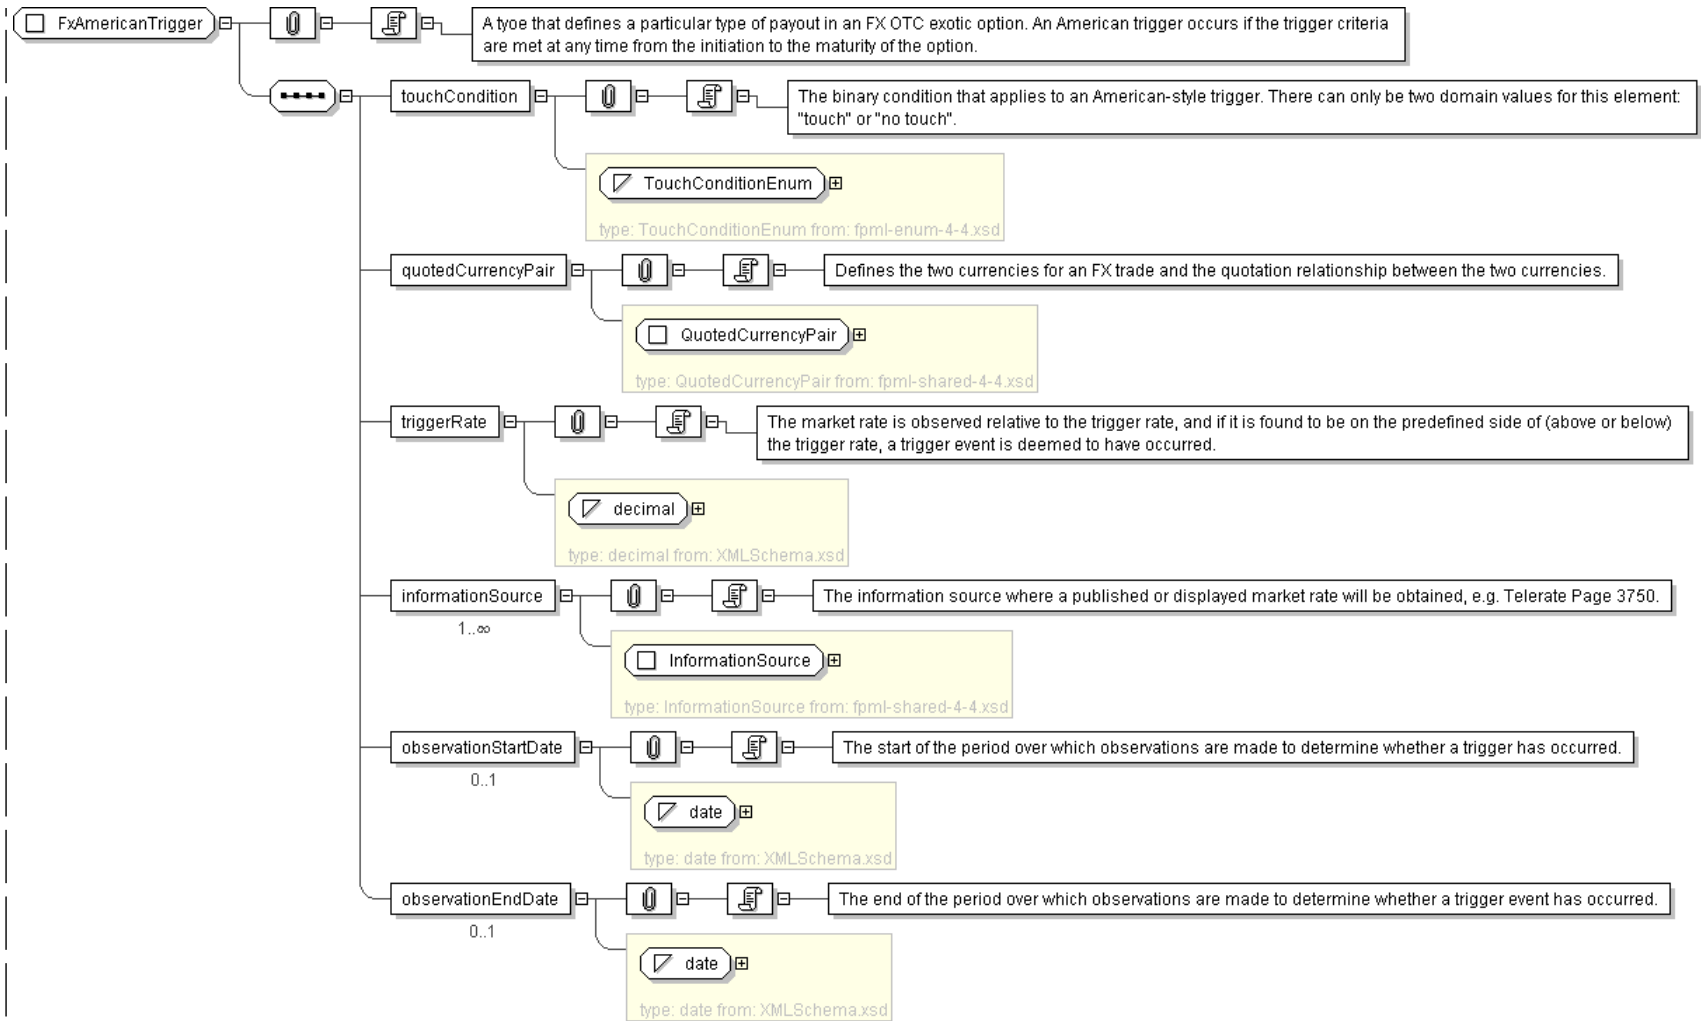 FxAmericanTrigger
A tyoe that defines a particular type of payout in an FX OTC exotic option. An American trigger occurs if the trigger criteria
are met at any time from the initiation to the maturity of the option.
touchCondition
The binary condition that applies to an American-style trigger. There can only be two domain values for this element:
"touch" or "no touch".
TouchConditionEnum
type: TouchConditionEnum from: fpml-enum-4-4.xsd
quotedCurrencyPair
Defines the two currencies for an FX trade and the quotation relationship between the two currencies.
QuotedCurrencyPair
type: QuotedCurrencyPair from: fpml-shared-4-4.xsd
triggerRate
The market rate is observed relative to the trigger rate, and if it is found to be on the predefined side of (above or below)
the trigger rate, a trigger event is deemed to have occurred.
decimal
type: decimal from: XMLSchema.xsd
informationSource
The information source where a published or displayed market rate will be obtained, e.g. Telerate Page 3750.
1..∞
InformationSource
type: InformationSource from: fpml-shared-4-4.xsd
observationStartDate
The start of the period over which observations are made to determine whether a trigger has occurred.
0..1
date
type: date from: XMLSchema.xsd
observationEndDate
The end of the period over which observations are made to determine whether a trigger event has occurred.
0..1
date
type: date from: XMLSchema.xsd